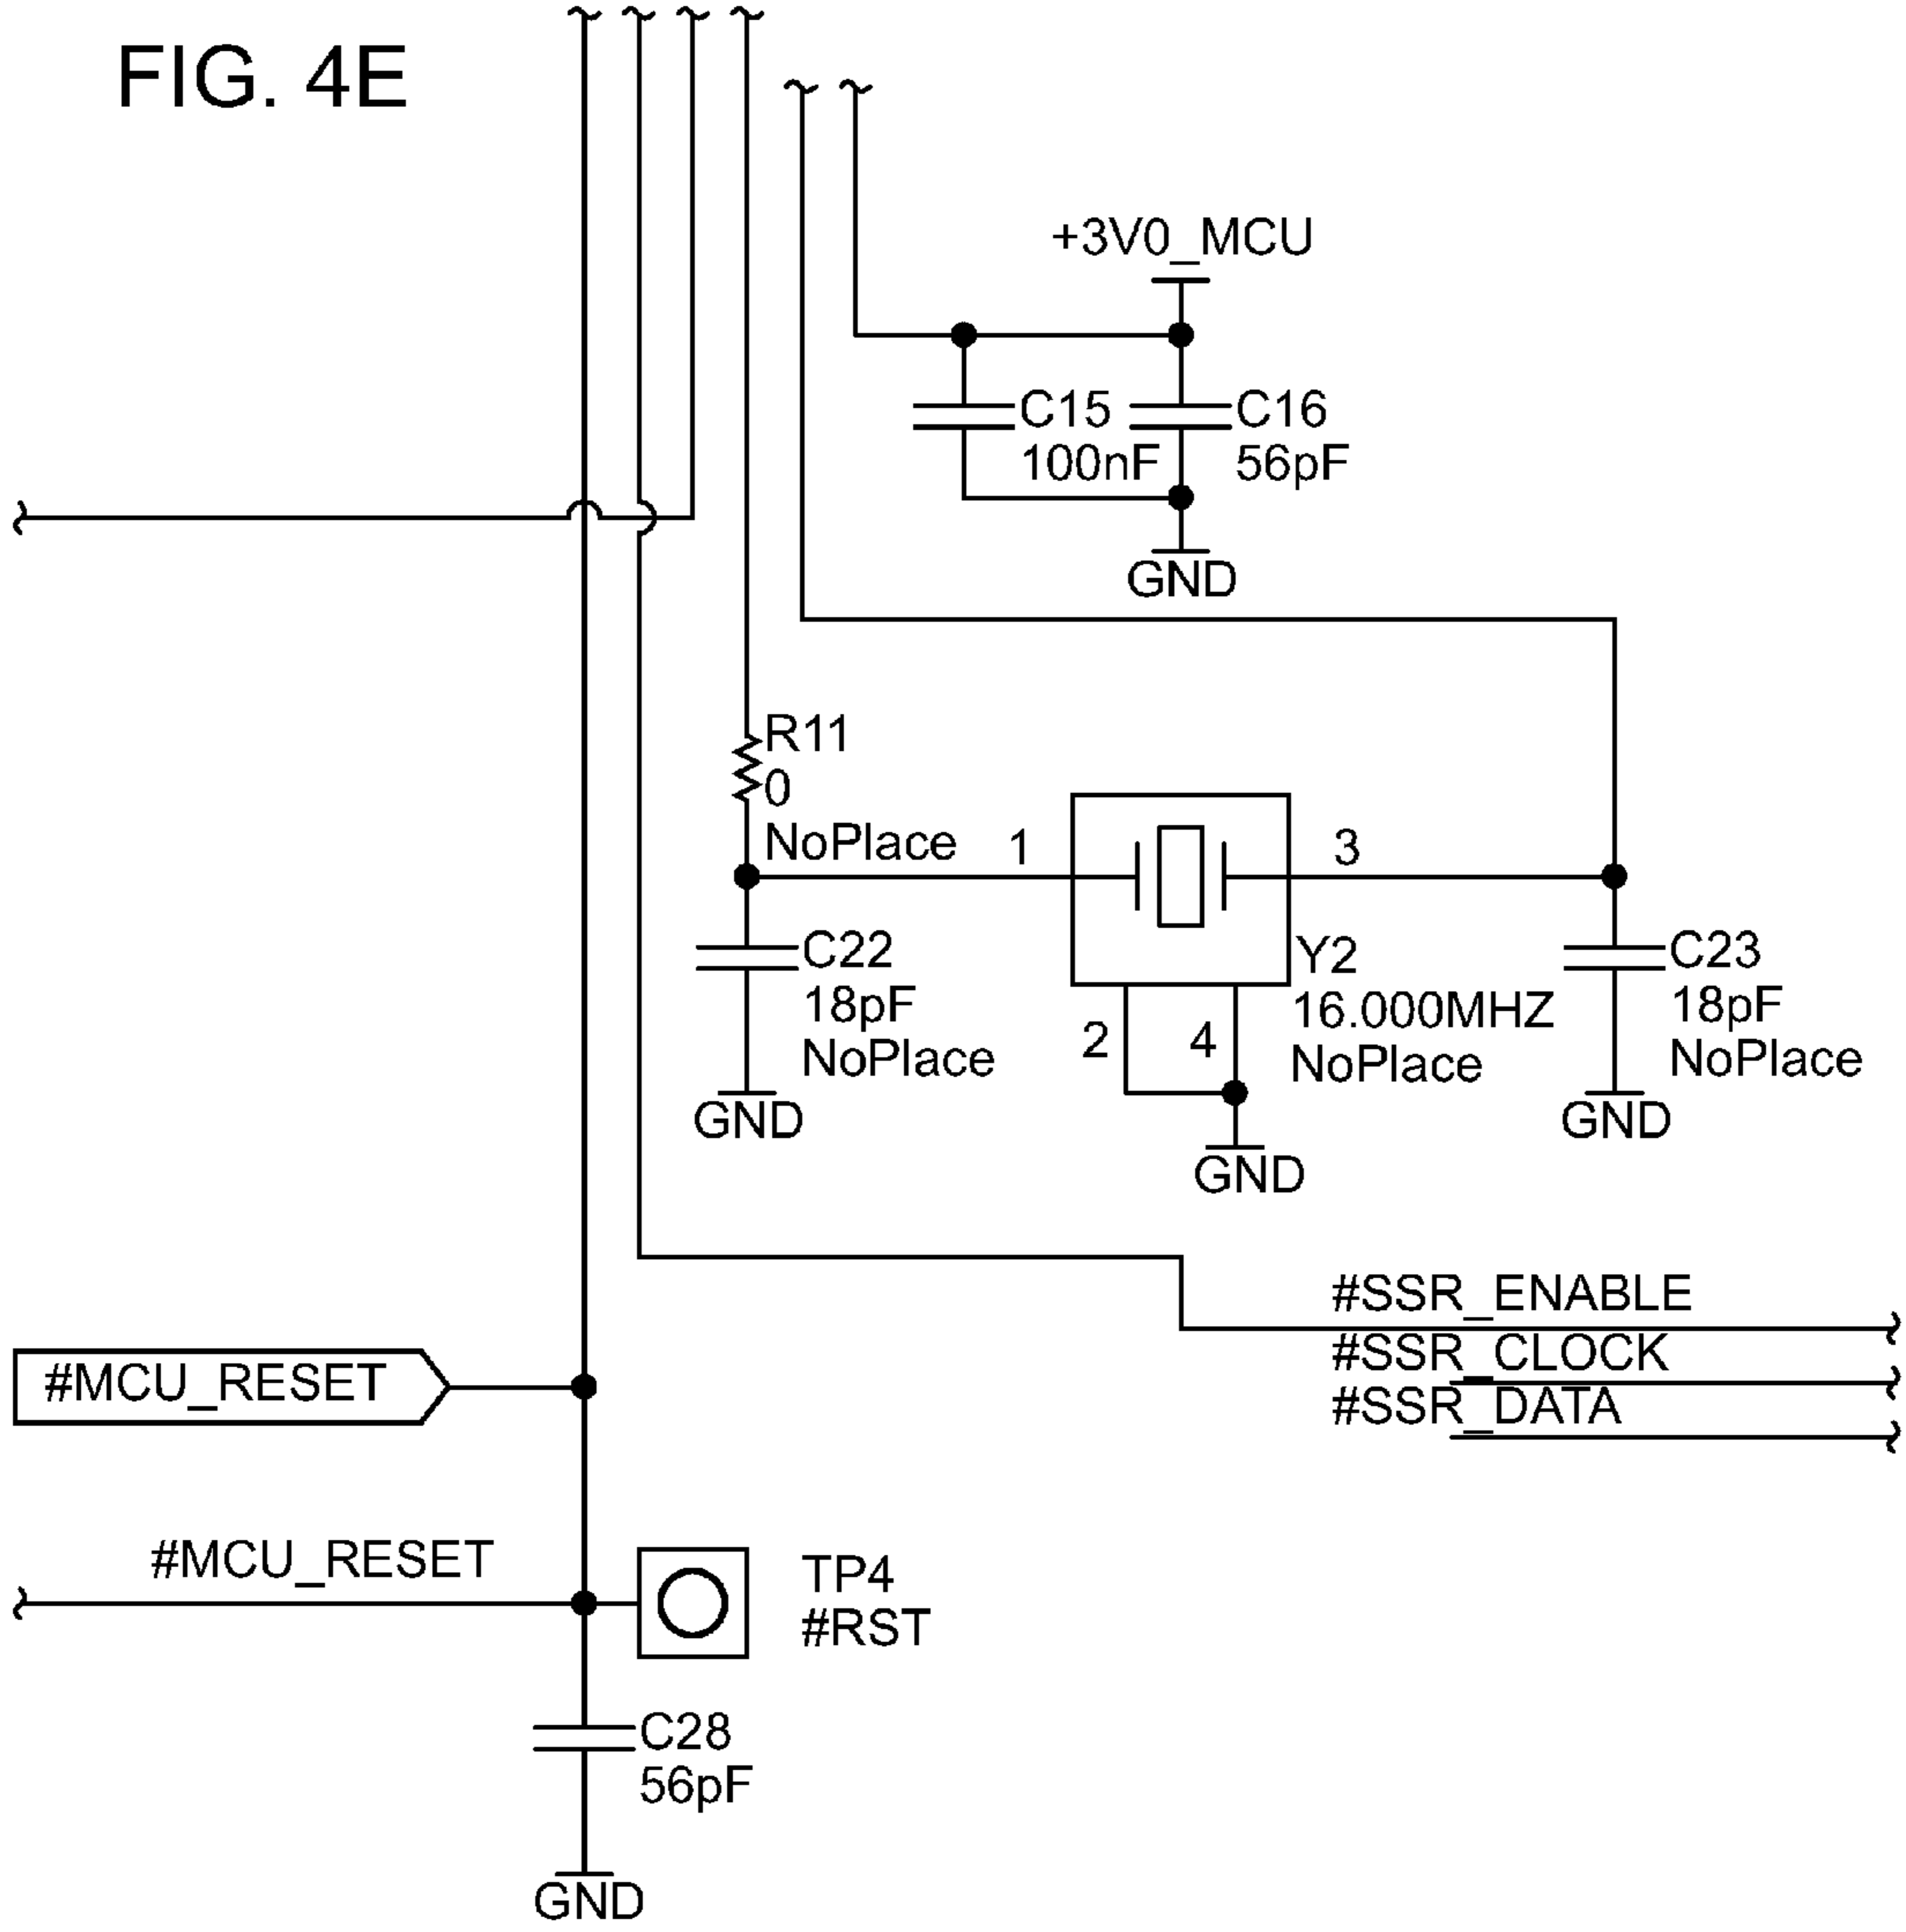 FIG. 4E
+3V0_MCU
C15
100nF
C16
56pF
GND
R11
0
NoPlace
1
3
C22
18pF
NoPlace
GND
2
4
Y2
16.000MHZ
NoPlace
GND
C23
18pF
NoPlace
GND
#SSR_ENABLE
#SSR_CLOCK
#SSR_DATA
#MCU_RESET
#MCU_RESET
TP4
#RST
C28
56pF
GND